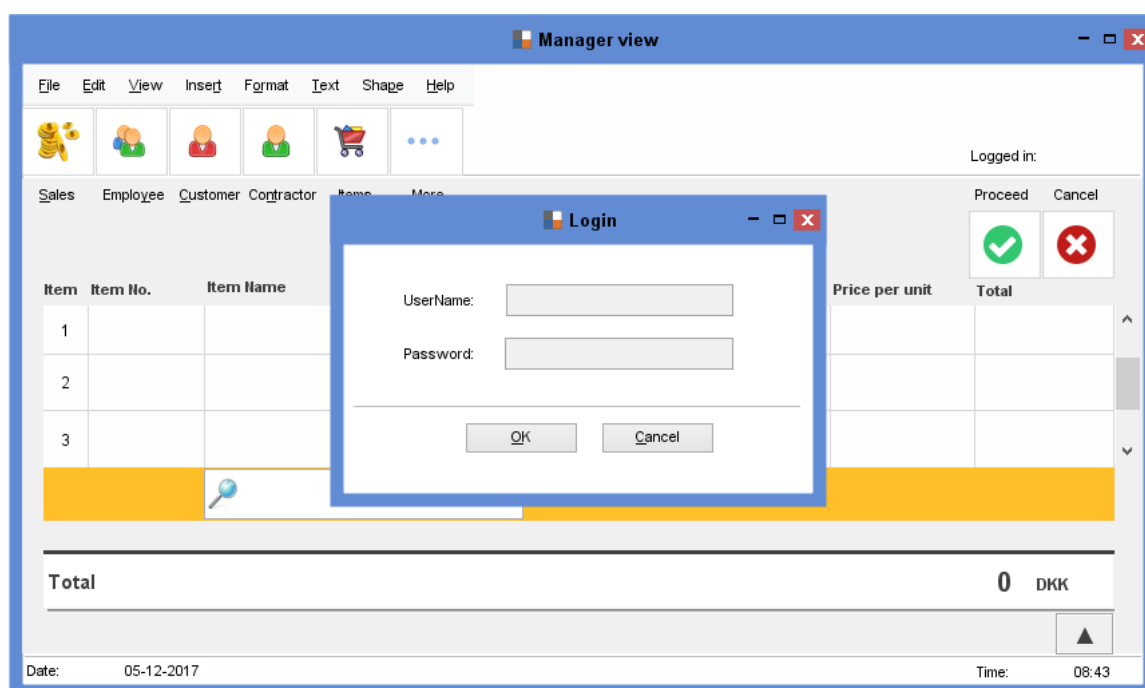 Manager view
File Edit View Insert Format Text Shape Help
Logged in:
Sales Employee Customer Contractor Items More Proceed Cancel
Login
Item Item No. Item Name Price per unit Total
UserName:
1
Password:
2
OK Cancel
3
Total 0 DKK
Date: 05-12-2017 Time: 08:43